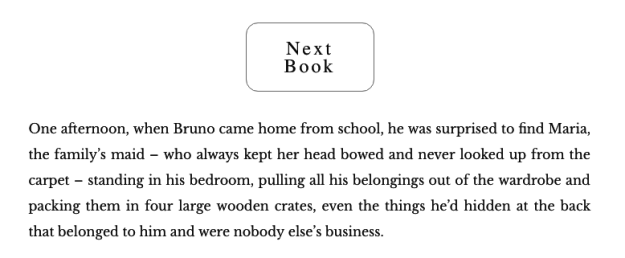 Next
Book
One afternoon, when Bruno came home from school, he was surprised to find Maria,
the family’s maid – who always kept her head bowed and never looked up from the
carpet – standing in his bedroom, pulling all his belongings out of the wardrobe and
packing them in four large wooden crates, even the things he’d hidden at the back
that belonged to him and were nobody else’s business.